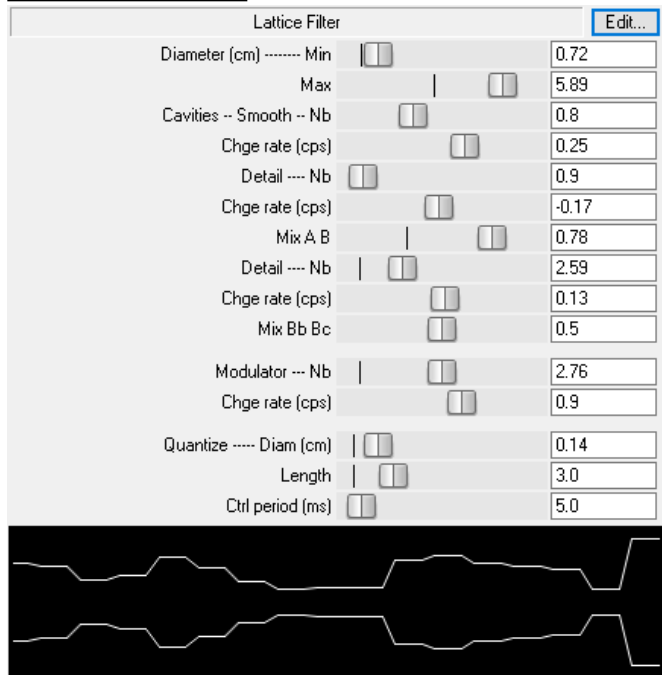 Lattice Filter Edit...
Diameter (cm) -------- Min 0.72
Max 5.89
Cavities -- Smooth -- Nb 0.8
Chge rate (cps) 0.25
Detail ---- Nb 0.9
Chge rate (cps) -0.17
Mix A B 0.78
Detail ---- Nb 2.59
Chge rate (cps) 0.13
Mix Bb Bc 0.5
Modulator --- Nb 2.76
Chge rate (cps) 0.9
Quantize ----- Diam (cm) 0.14
Length 3.0
Ctrl period (ms) 5.0